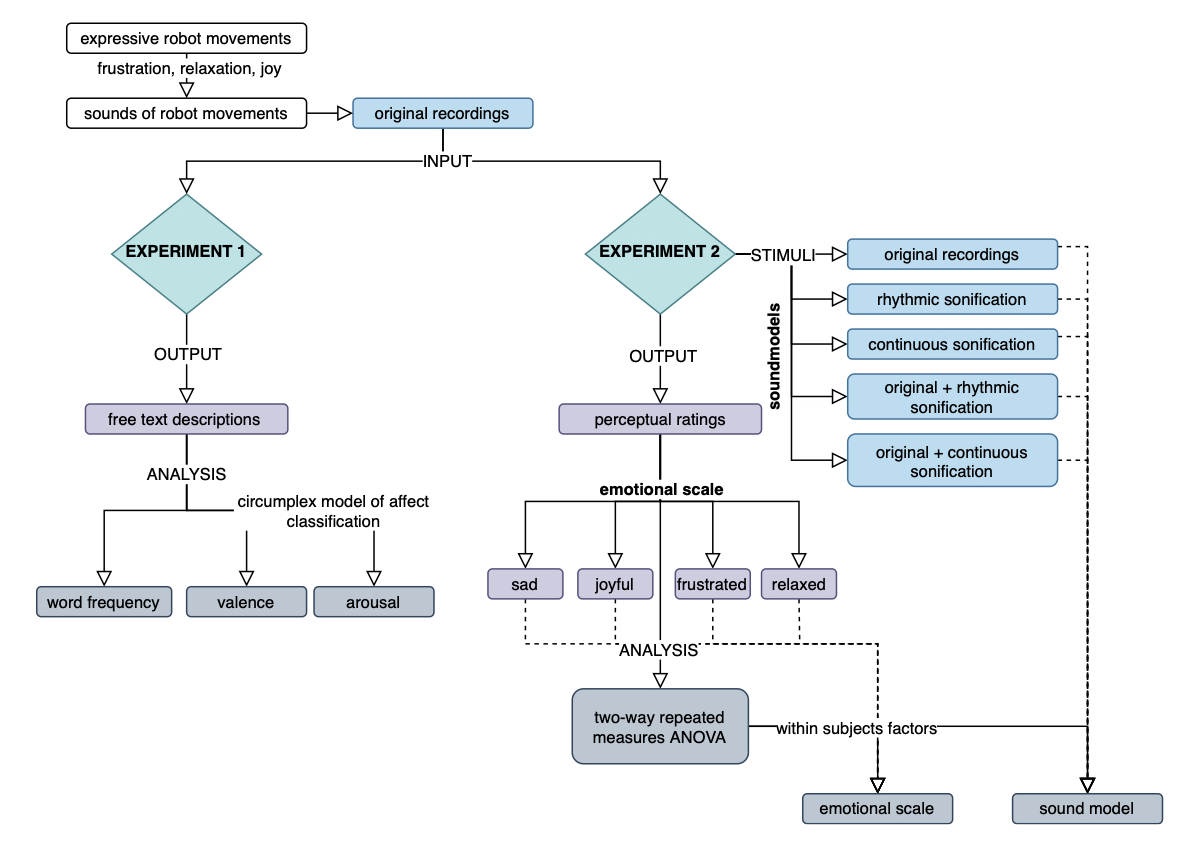 expressive robot movements
frustration, relaxation, joy
sounds of robot movements
original recordings
INPUT
EXPERIMENT 1
EXPERIMENT 2
STIMULI
original recordings
rhythmic sonification
continuous sonification
original + rhythmic
sonification
original + continuous
sonification
soundmodels
OUTPUT
OUTPUT
free text descriptions
perceptual ratings
ANALYSIS
circumplex model of affect
classification
word frequency
valence
arousal
emotional scale
sad
joyful
frustrated
relaxed
ANALYSIS
two-way repeated
measures ANOVA
within subjects factors
emotional scale
sound model